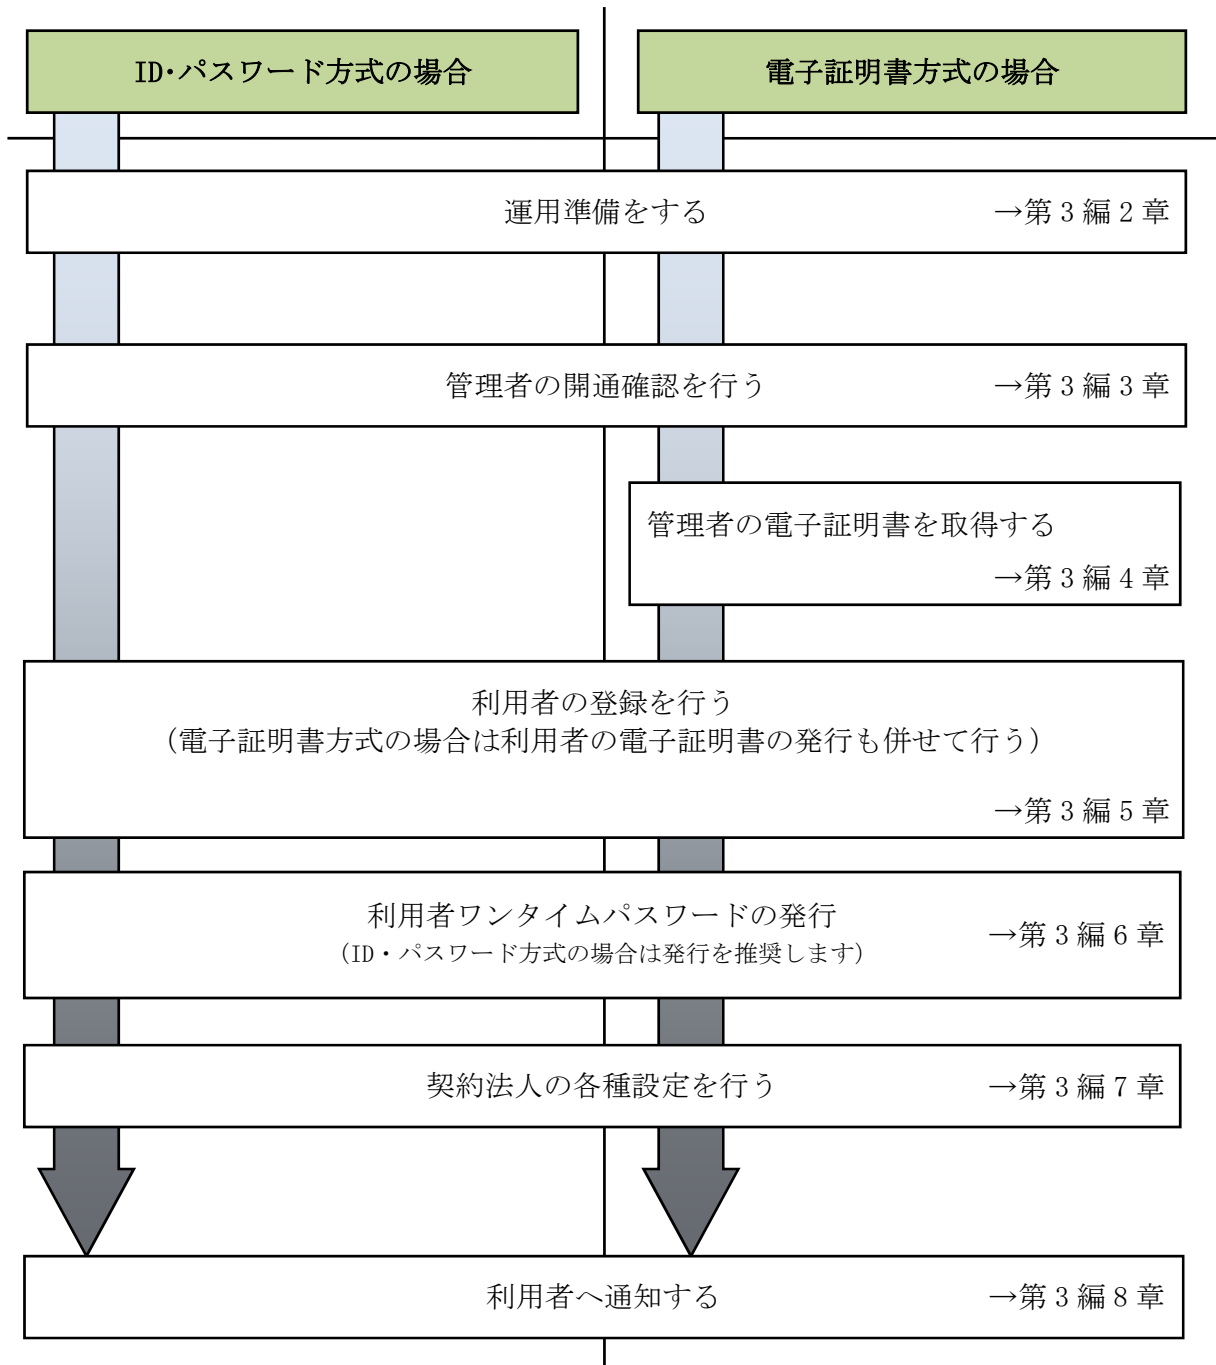 ID･パスワード方式の場合
電子証明書方式の場合
運用準備をする →第３編２章
管理者の開通確認を行う →第３編３章
管理者の電子証明書を取得する
→第３編４章
利用者の登録を行う
（電子証明書方式の場合は利用者の電子証明書の発行も併せて行う）
→第３編５章
利用者ワンタイムパスワードの発行
（ID・パスワード方式の場合は発行を推奨します）
→第３編６章
契約法人の各種設定を行う →第３編７章
利用者へ通知する →第３編８章